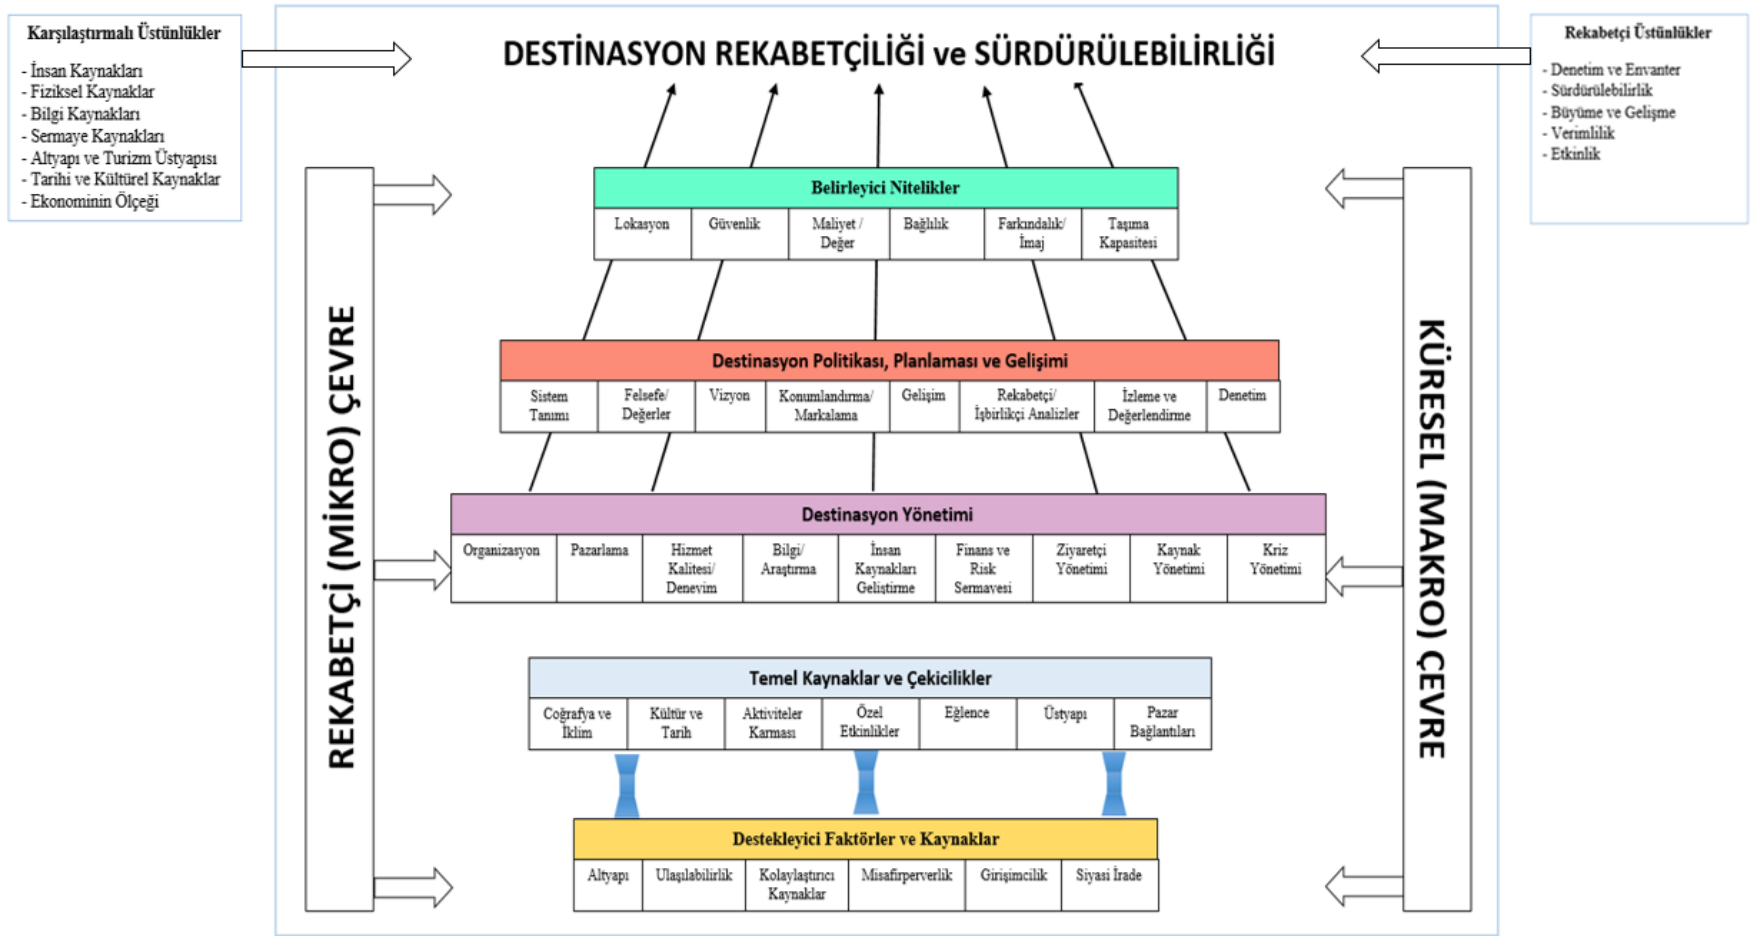 Karşılaştırmalı Üstünlükler
- İnsan Kaynakları
- Fiziksel Kaynaklar
- Bilgi Kaynakları
- Sermaye Kaynakları
- Altyapı ve Turizm Üstyapısı
- Tarihi ve Kültürel Kaynaklar
- Ekonominin Ölçeği
DESTİNASYON REKABETÇİLİĞİ ve SÜRDÜRÜLEBİLİRLİĞİ
Rekabetçi Üstünlükler
- Denetim ve Envanter
- Sürdürülebilirlik
- Büyüme ve Gelişme
- Verimlilik
- Etkinlik
REKABETÇİ (MİKRO) ÇEVRE
Belirleyici Nitelikler
Lokasyon
Güvenlik
Maliyet /
Değer
Bağlılık
Farkındalık/
İmaj
Taşıma
Kapasitesi
Destinasyon Politikası, Planlaması ve Gelişimi
Sistem
Tanımı
Felsefe/
Değerler
Vizyon
Konumlandırma/
Markalama
Gelişim
Rekabetçi/
İşbirlikçi Analizler
İzleme ve
Değerlendirme
Denetim
Destinasyon Yönetimi
Organizasyon
Pazarlama
Hizmet
Kalitesi/
Deneyim
Bilgi/
Araştırma
İnsan
Kaynakları
Geliştirme
Finans ve
Risk
Sermayesi
Ziyaretçi
Yönetimi
Kaynak
Yönetimi
Kriz
Yönetimi
Temel Kaynaklar ve Çekicilikler
Coğrafya ve
İklim
Kültür ve
Tarih
Aktiviteler
Karması
Özel
Etkinlikler
Eğlence
Üstyapı
Pazar
Bağlantıları
Destekleyici Faktörler ve Kaynaklar
Altyapı
Ulaşılabilirlik
Kolaylaştırıcı
Kaynaklar
Misafirperverlik
Girişimcilik
Siyasi İrade
KÜRESEL (MAKRO) ÇEVRE